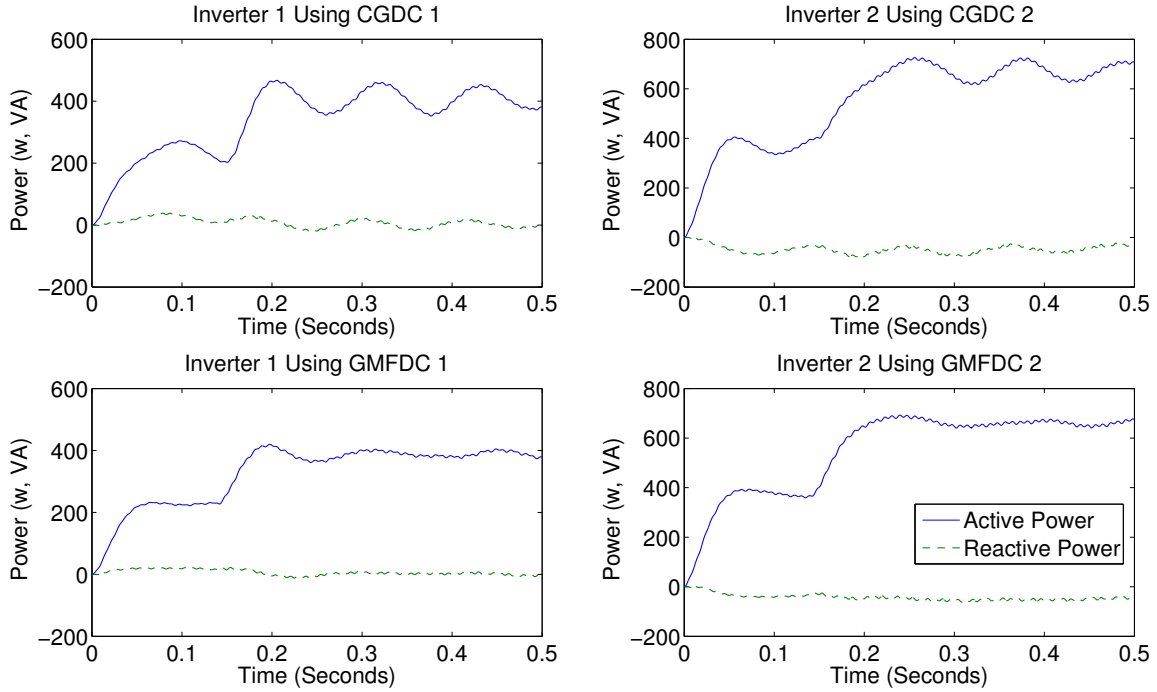 Inverter 1 Using CGDC 1
600
400
200
0
−200
Power (w, VA)
0 0.1 0.2 0.3 0.4 0.5
Time (Seconds)
Inverter 2 Using CGDC 2
800
600
400
200
0
−200
Power (w, VA)
0 0.1 0.2 0.3 0.4 0.5
Time (Seconds)
Inverter 1 Using GMFDC 1
600
400
200
0
−200
Power (w, VA)
0 0.1 0.2 0.3 0.4 0.5
Time (Seconds)
Inverter 2 Using GMFDC 2
800
600
400
200
0
−200
Power (w, VA)
Active Power
Reactive Power
0 0.1 0.2 0.3 0.4 0.5
Time (Seconds)